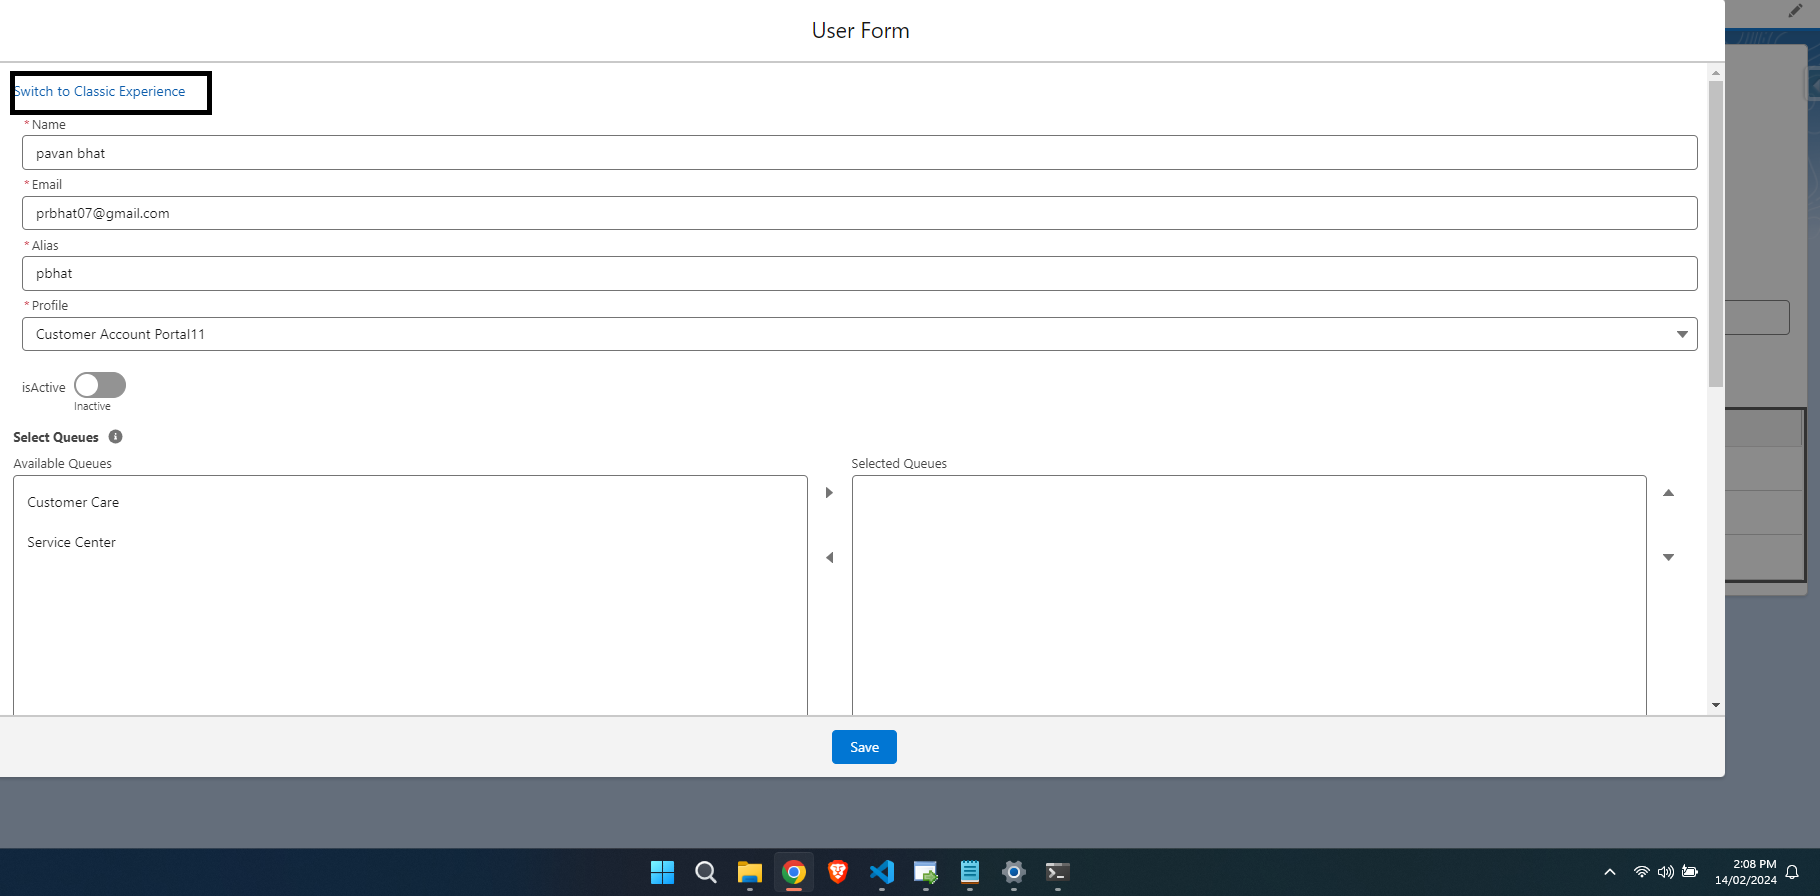 User Form
Switch to Classic Experience
* Name
pavan bhat
* Email
prbhat07@gmail.com
* Alias
pbhat
* Profile
Customer Account Portal11
isActive
Inactive
Select Queues
Available Queues
Selected Queues
Customer Care
Service Center
Save
2:08 PM
14/02/2024